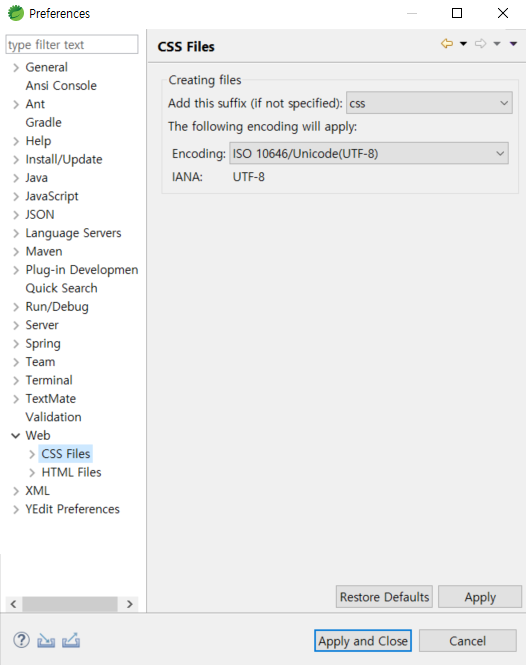 Preferences
type filter text
General
Ansi Console
Ant
Gradle
Help
Install/Update
Java
JavaScript
JSON
Language Servers
Maven
Plug-in Developmen
Quick Search
Run/Debug
Server
Spring
Team
Terminal
TextMate
Validation
Web
CSS Files
HTML Files
XML
YEdit Preferences
CSS Files
Creating files
Add this suffix (if not specified): css
The following encoding will apply:
Encoding: ISO 10646/Unicode(UTF-8)
IANA: UTF-8
Restore Defaults Apply
? Apply and Close Cancel